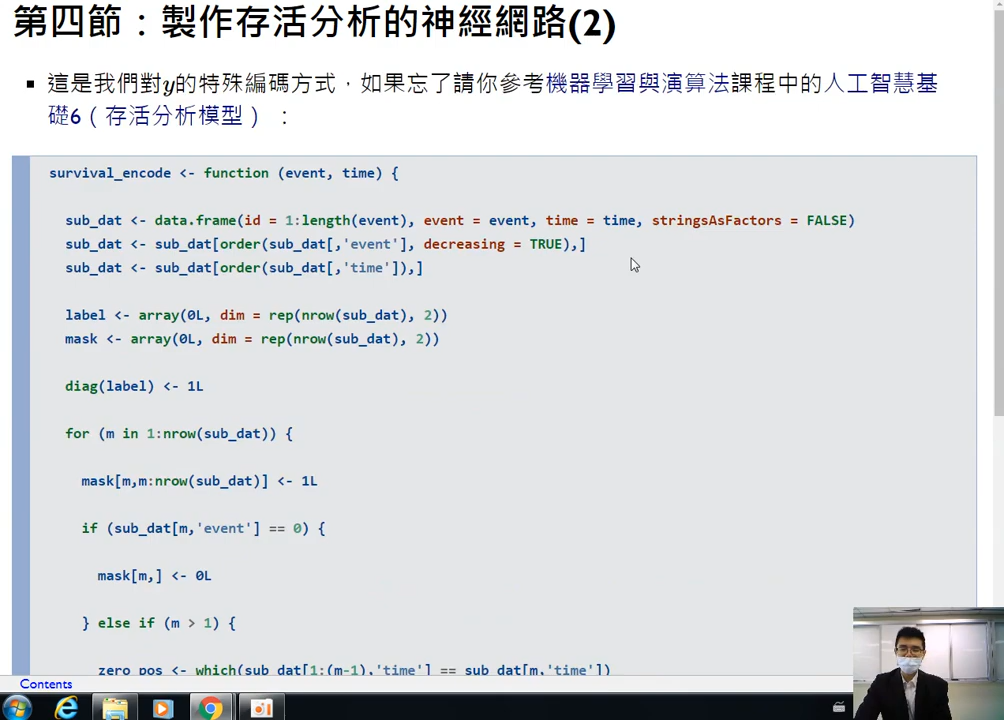 第四節：製作存活分析的神經網路(2)
這是我們對y的特殊編碼方式，如果忘了請你參考機器學習與演算法課程中的人工智慧基
礎6（存活分析模型）：
survival_encode <- function (event, time) {
sub_dat <- data.frame(id = 1:length(event), event = event, time = time, stringsAsFactors = FALSE)
sub_dat <- sub_dat[order(sub_dat[,'event'], decreasing = TRUE),]
sub_dat <- sub_dat[order(sub_dat[,'time']),]
label <- array(0L, dim = rep(nrow(sub_dat), 2))
mask <- array(0L, dim = rep(nrow(sub_dat), 2))
diag(label) <- 1L
for (m in 1:nrow(sub_dat)) {
mask[m,m:nrow(sub_dat)] <- 1L
if (sub_dat[m,'event'] == 0) {
mask[m,] <- 0L
} else if (m > 1) {
zero_pos <- which(sub_dat[1:(m-1),'time'] == sub_dat[m,'time'])
Contents